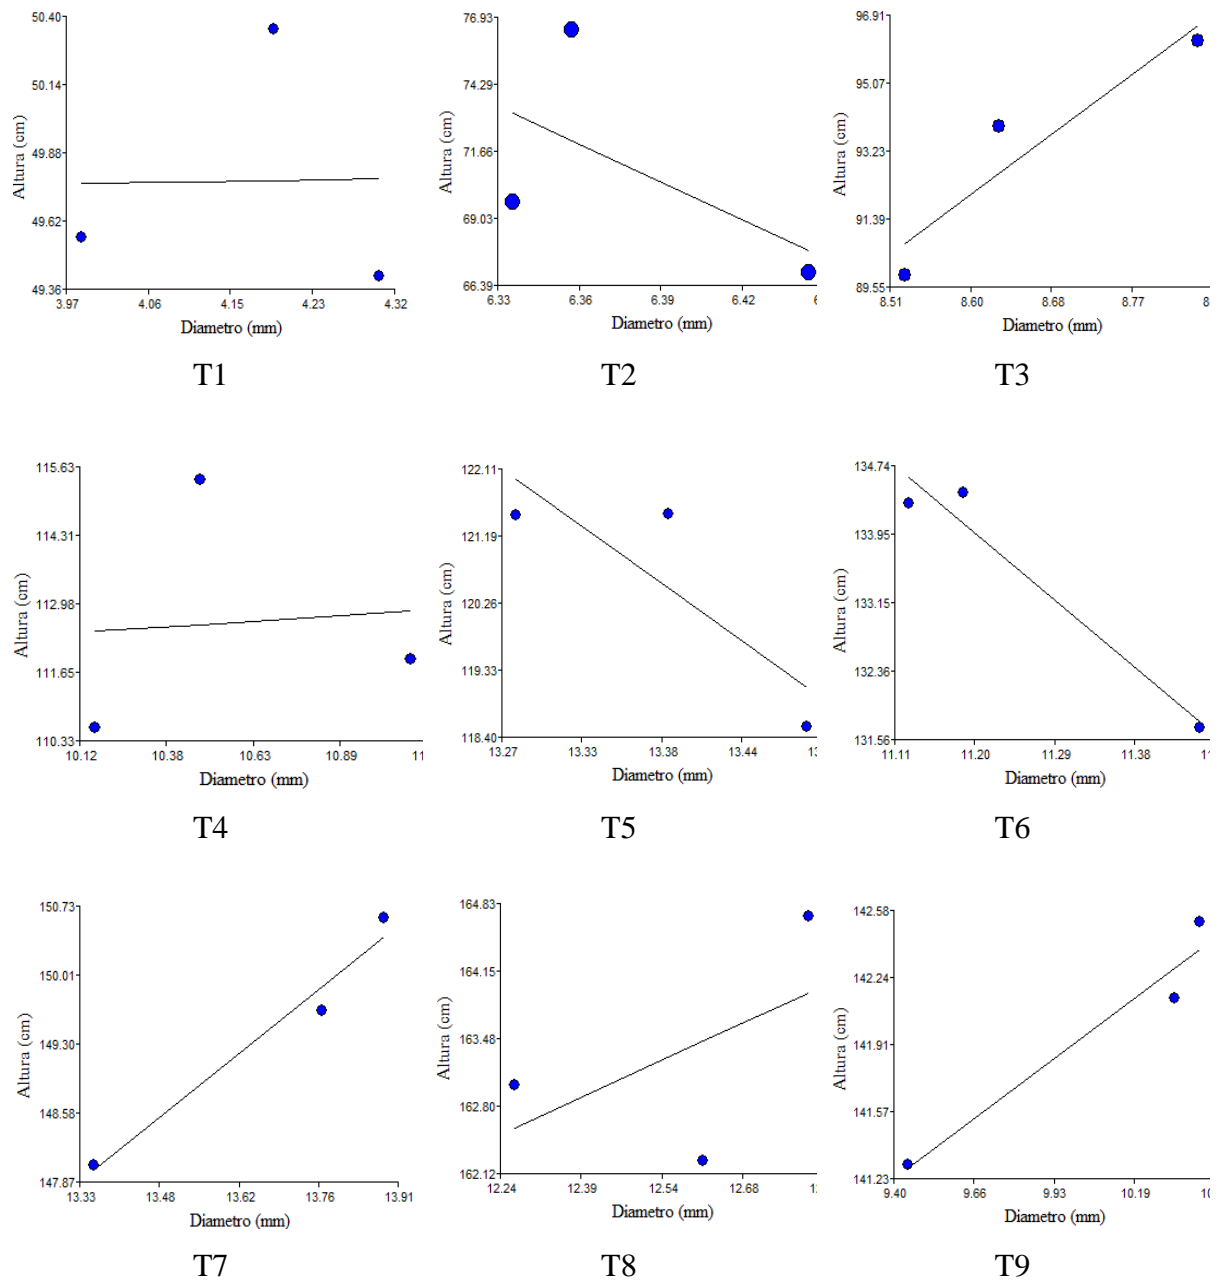 50.40
50.14
49.88
49.62
49.36
Altura (cm)
3.97 4.06 4.15 4.23 4.32
Diametro (mm)
T1
76.93
74.29
71.66
69.03
66.39
Altura (cm)
6.33 6.36 6.39 6.42 6
Diametro (mm)
T2
96.91
95.07
93.23
91.39
89.55
Altura (cm)
8.51 8.60 8.68 8.77 8
Diametro (mm)
T3
115.63
114.31
112.98
111.65
110.33
Altura (cm)
10.12 10.38 10.63 10.89 11
Diametro (mm)
T4
122.11
121.19
120.26
119.33
118.40
Altura (cm)
13.27 13.33 13.38 13.44 13
Diametro (mm)
T5
134.74
133.95
133.15
132.36
131.56
Altura (cm)
11.11 11.20 11.29 11.38 11
Diametro (mm)
T6
150.73
150.01
149.30
148.58
147.87
Altura (cm)
13.33 13.48 13.62 13.76 13.91
Diametro (mm)
T7
164.83
164.15
163.48
162.80
162.12
Altura (cm)
12.24 12.39 12.54 12.68 12
Diametro (mm)
T8
142.58
142.24
141.91
141.57
141.23
Altura (cm)
9.40 9.66 9.93 10.19 10
Diametro (mm)
T9